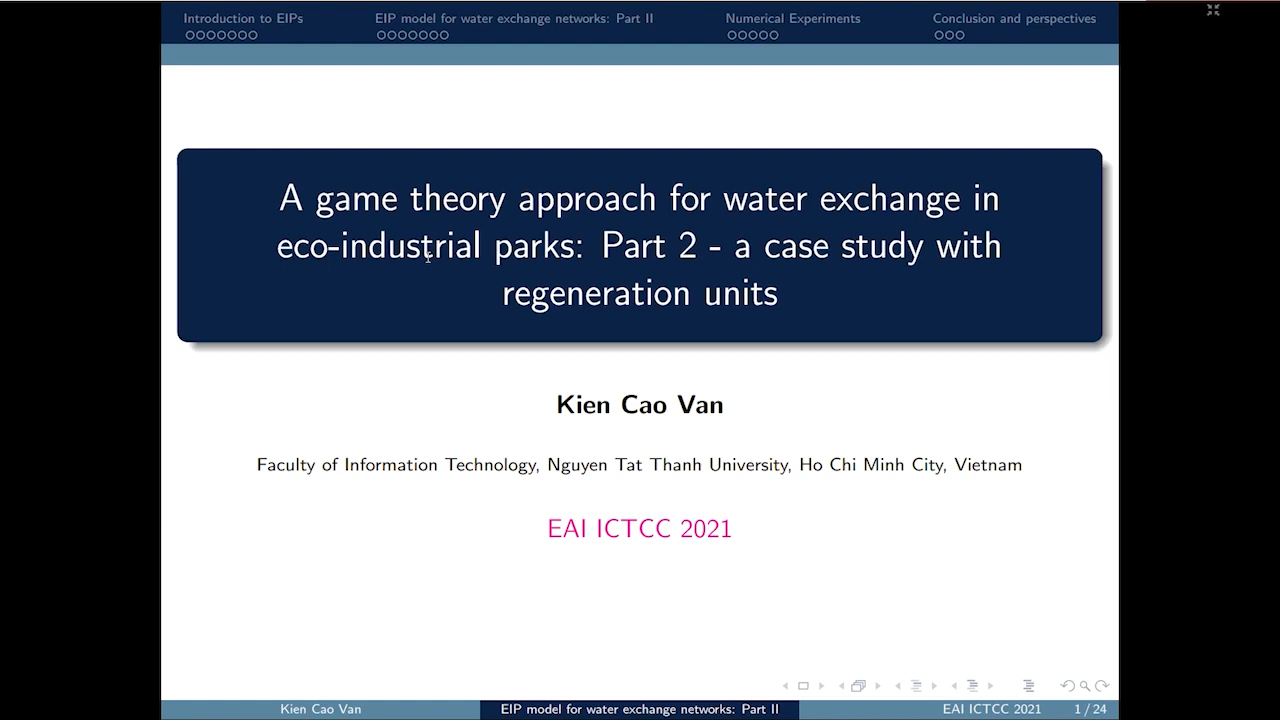 Introduction to EIPs
EIP model for water exchange networks: Part II
Numerical Experiments
Conclusion and perspectives
A game theory approach for water exchange in
eco-industrial parks: Part 2 - a case study with
regeneration units
Kien Cao Van
Faculty of Information Technology, Nguyen Tat Thanh University, Ho Chi Minh City, Vietnam
EAI ICTCC 2021
Kien Cao Van
EIP model for water exchange networks: Part II
EAI ICTCC 2021
1 / 24